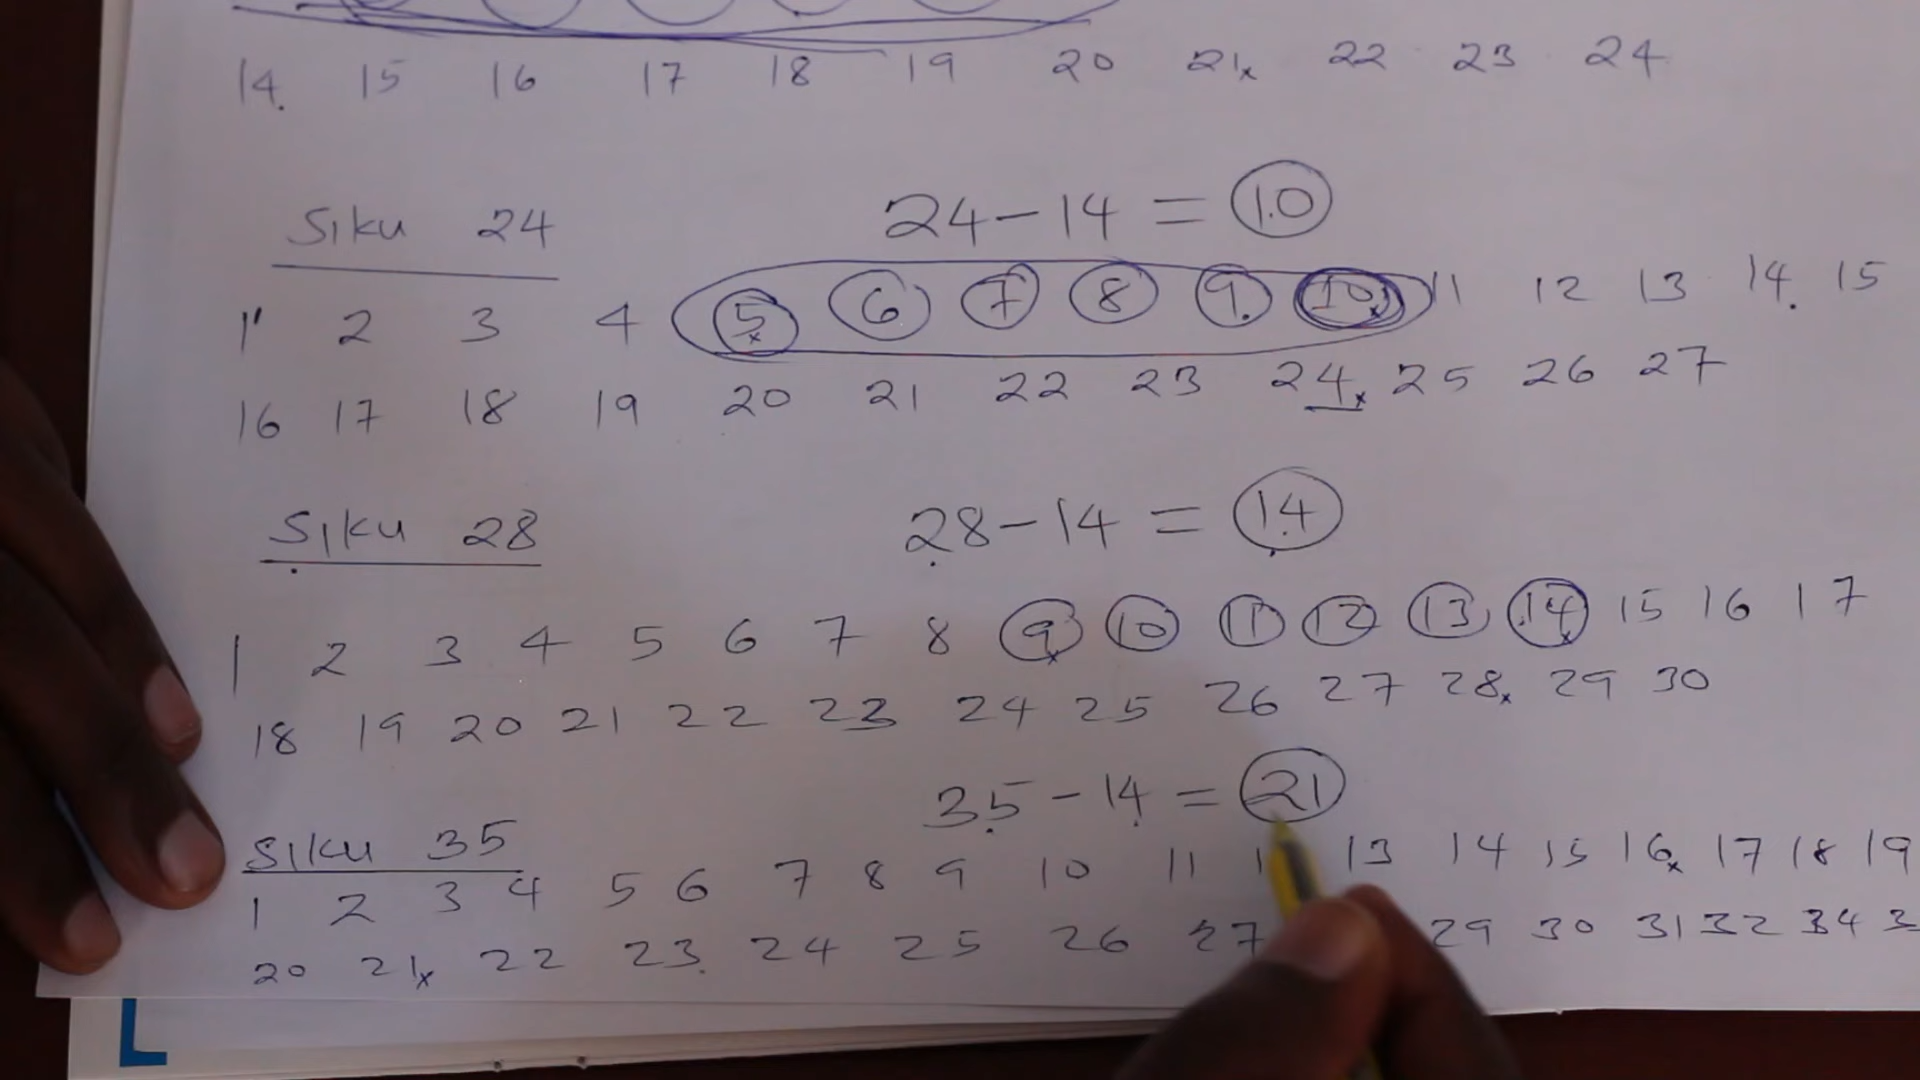 14. 15 16 17 18 19 20 21x 22 23 24
Siku 24
24-14 = 10
1 2 3 4 5x 6 7 8 9. 10x 11 12 13 14. 15
16 17 18 19 20 21 22 23 24.x 25 26 27
Siku 28
28-14 = 14
1 2 3 4 5 6 7 8 9x 10 11 12 13 14x 15 16 17
18 19 20 21 22 23 24 25 26 27 28x 29 30
35-14 = 21
Siku 35
1 2 3 4 5 6 7 8 9 10 11 13 14 15 16x 17 18 19
20 21x 22 23. 24 25 26 27 29 30 31 32 34